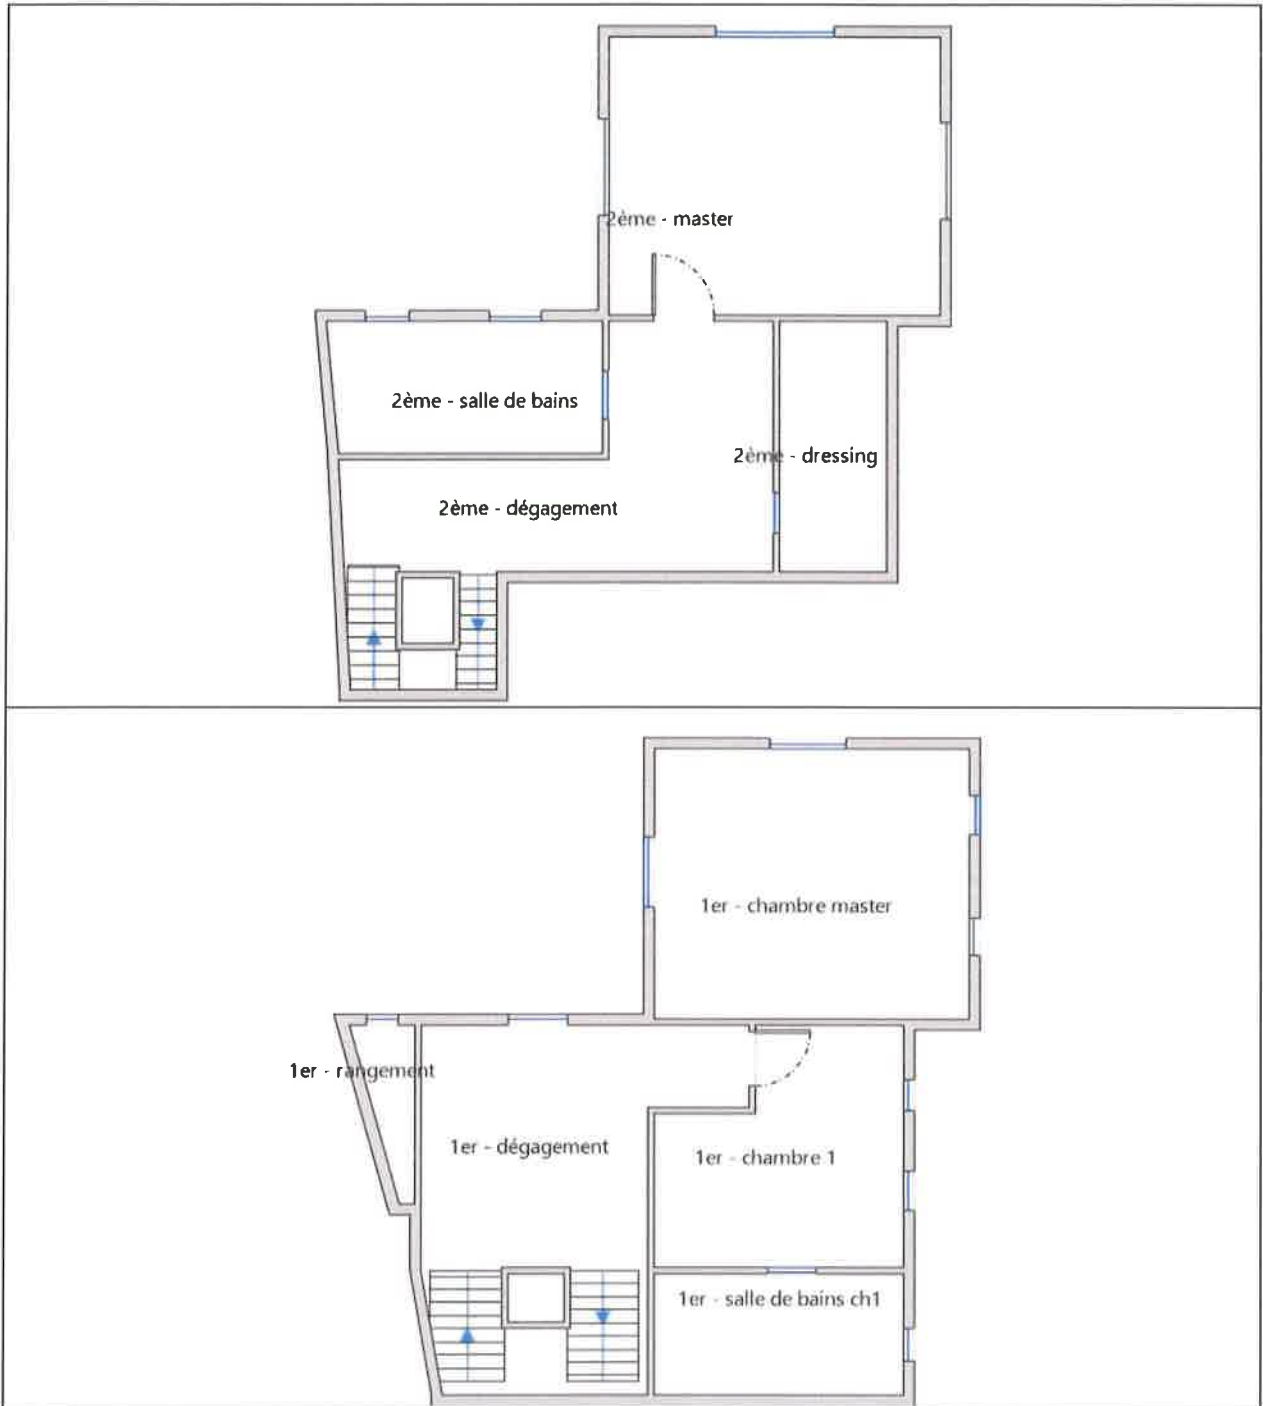 2ème - master
2ème - salle de bains
2ème - dressing
2ème - dégagement
1er - chambre master
1er - rangement
1er - dégagement
1er - chambre 1
1er - salle de bains ch1